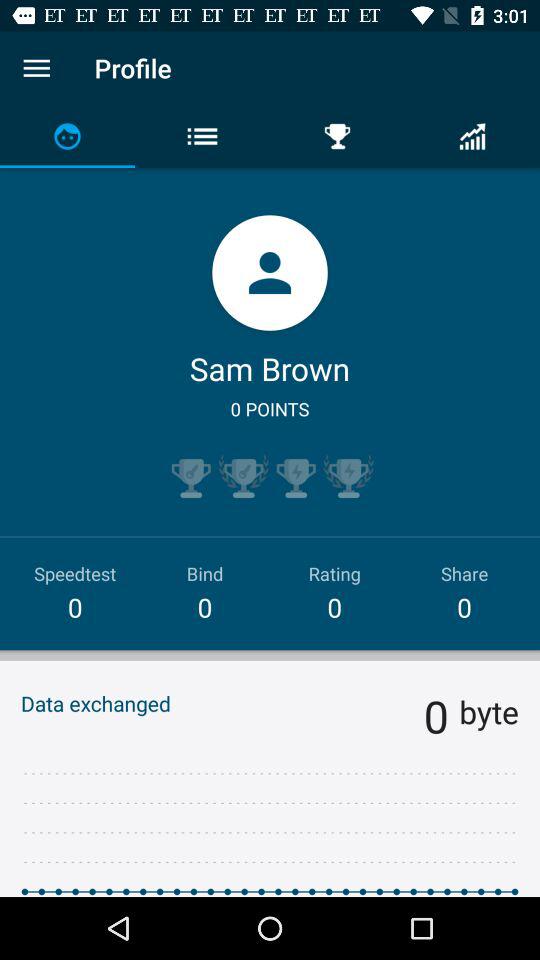 ET ET ET ET ET ET ET ET ET ET ET 3:01
Profile
Sam Brown
0 POINTS
Speedtest Bind Rating Share
0 0 0 0
Data exchanged 0 byte